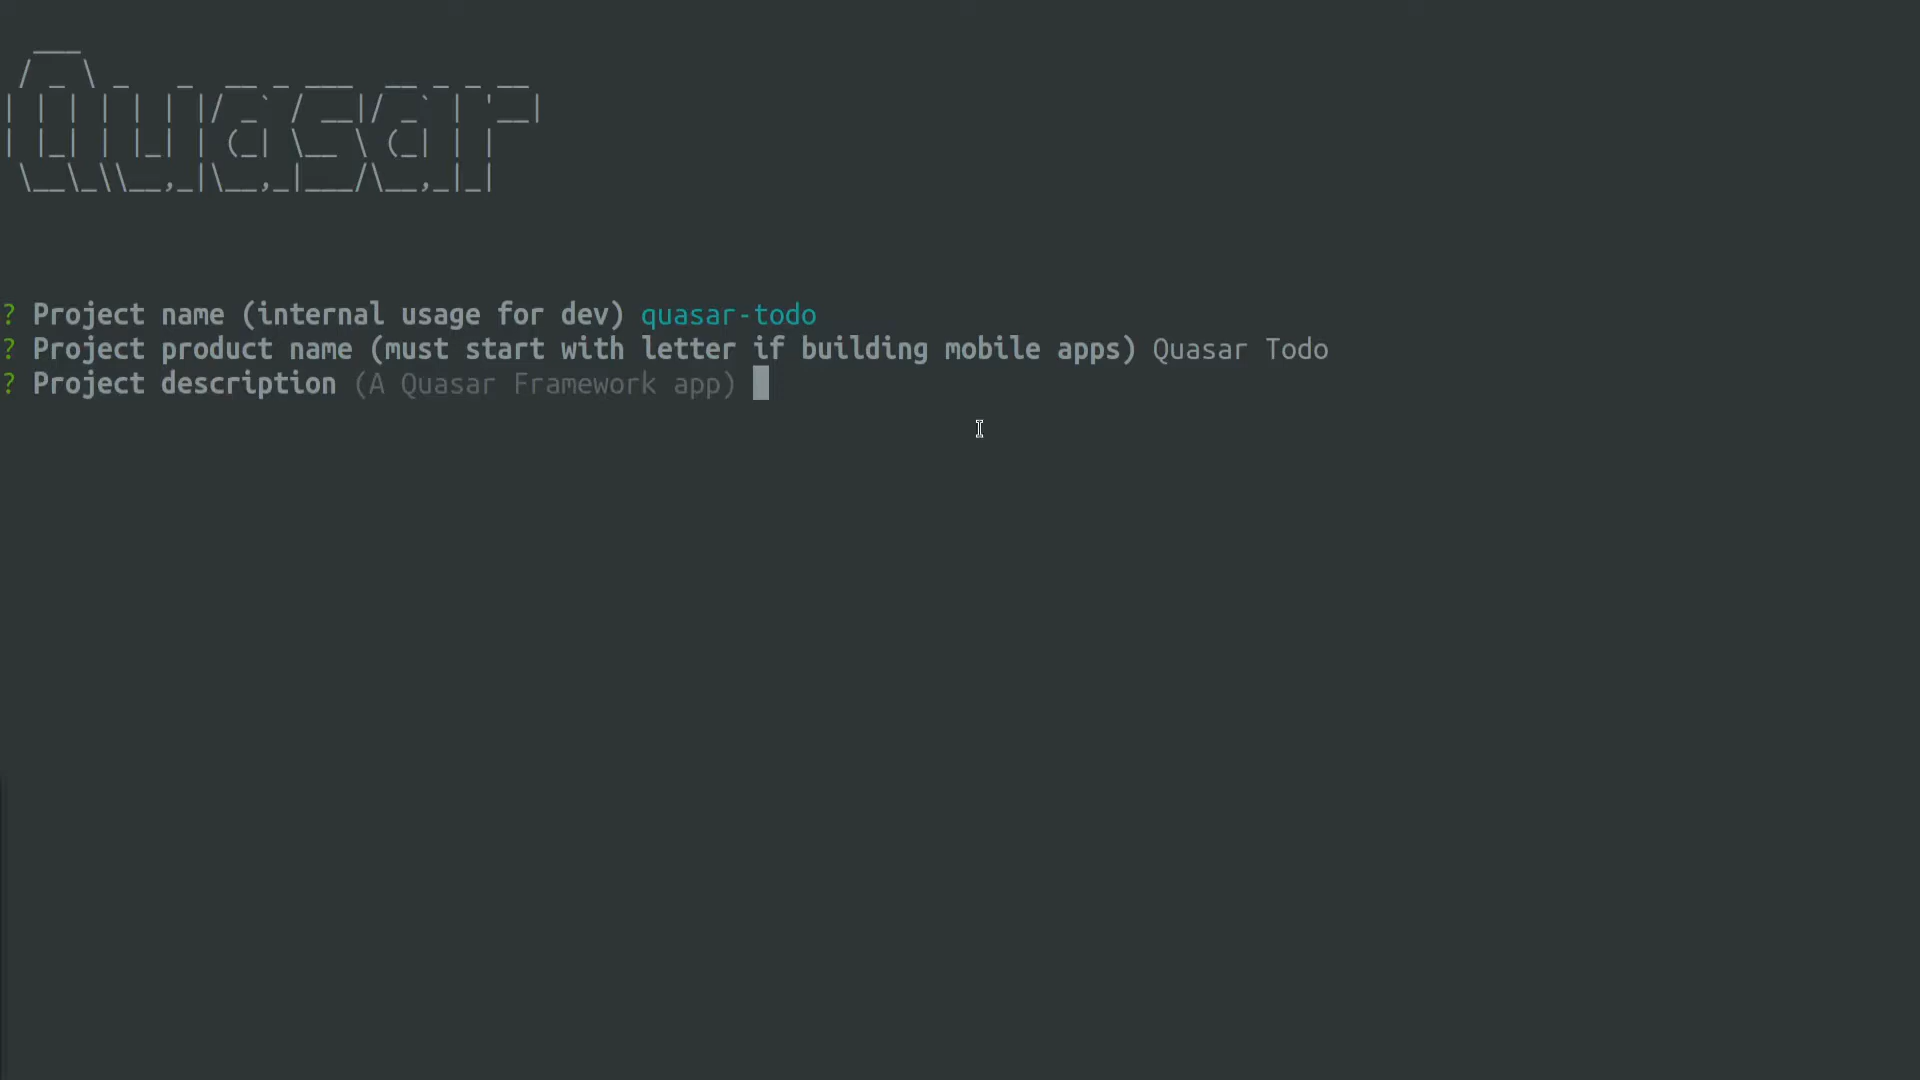 Quasar
? Project name (internal usage for dev) quasar-todo
? Project product name (must start with letter if building mobile apps) Quasar Todo
? Project description (A Quasar Framework app)